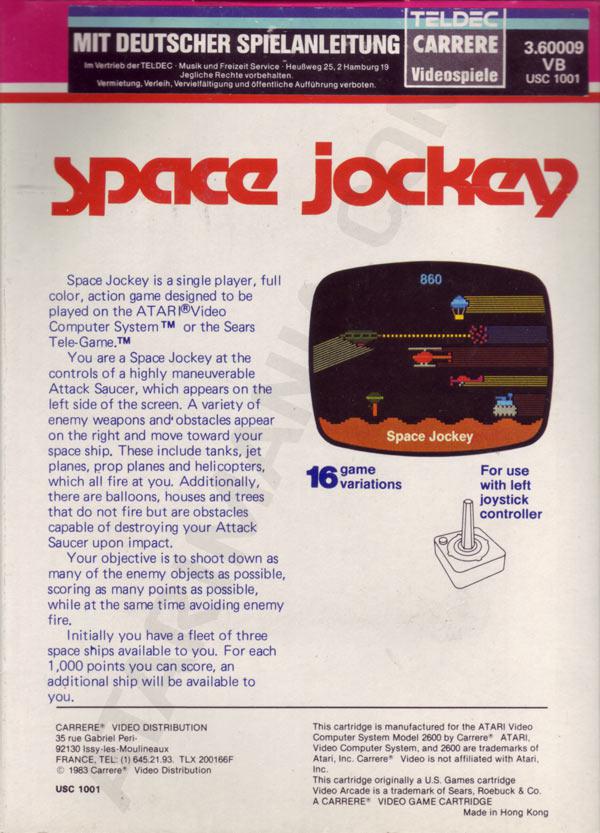 TELDEC
MIT DEUTSCHER SPIELANLEITUNG
CARRERE
Videospiele
Im Vertrieb der TELDEC · Musik und Freizeit Service · Heußweg 25, 2 Hamburg 19
Jegliche Rechte vorbehalten.
Vermietung, Verleih, Vervielfältigung und öffentliche Aufführung verboten.
3.60009
VB
USC 1001
space jockey
Space Jockey is a single player, full
color, action game designed to be
played on the ATARI® Video
Computer System™ or the Sears
Tele-Game.™
You are a Space Jockey at the
controls of a highly maneuverable
Attack Saucer, which appears on the
left side of the screen. A variety of
enemy weapons and obstacles appear
on the right and move toward your
space ship. These include tanks, jet
planes, prop planes and helicopters,
which all fire at you. Additionally,
there are balloons, houses and trees
that do not fire but are obstacles
capable of destroying your Attack
Saucer upon impact.
Your objective is to shoot down as
many of the enemy objects as possible,
scoring as many points as possible,
while at the same time avoiding enemy
fire.
Initially you have a fleet of three
space ships available to you. For each
1,000 points you can score, an
additional ship will be available to
you.
860
Space Jockey
16 game
variations
For use
with left
joystick
controller
CARRERE® VIDEO DISTRIBUTION
35 rue Gabriel Peri-
92130 Issy-les-Moulineaux
FRANCE, TEL: (1) 645.21.93. TLX 200166F
© 1983 Carrere® Video Distribution
USC 1001
This cartridge is manufactured for the ATARI Video
Computer System Model 2600 by Carrere® ATARI,
Video Computer System, and 2600 are trademarks of
Atari, Inc. Carrere® Video is not affiliated with Atari,
Inc.
This cartridge originally a U.S. Games cartridge
Video Arcade is a trademark of Sears, Roebuck & Co.
A CARRERE® VIDEO GAME CARTRIDGE
Made in Hong Kong
ATARIMANIA.COM